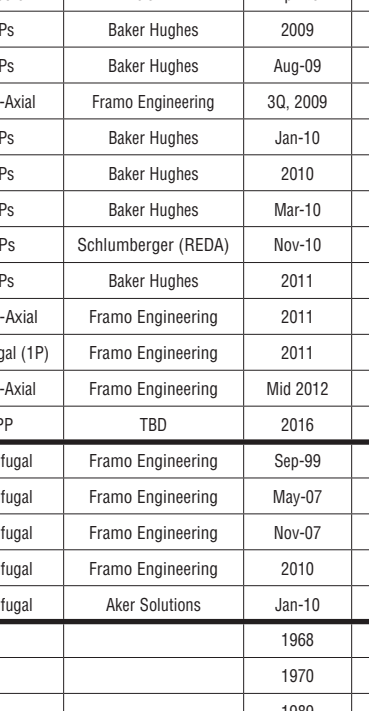 Ps Baker Hughes 2009
Ps Baker Hughes Aug-09
-Axial Framo Engineering 3Q, 2009
Ps Baker Hughes Jan-10
Ps Baker Hughes 2010
Ps Baker Hughes Mar-10
Ps Schlumberger (REDA) Nov-10
Ps Baker Hughes 2011
-Axial Framo Engineering 2011
gal (1P) Framo Engineering 2011
-Axial Framo Engineering Mid 2012
PP TBD 2016
fugal Framo Engineering Sep-99
fugal Framo Engineering May-07
fugal Framo Engineering Nov-07
fugal Framo Engineering 2010
fugal Aker Solutions Jan-10
1968
1970